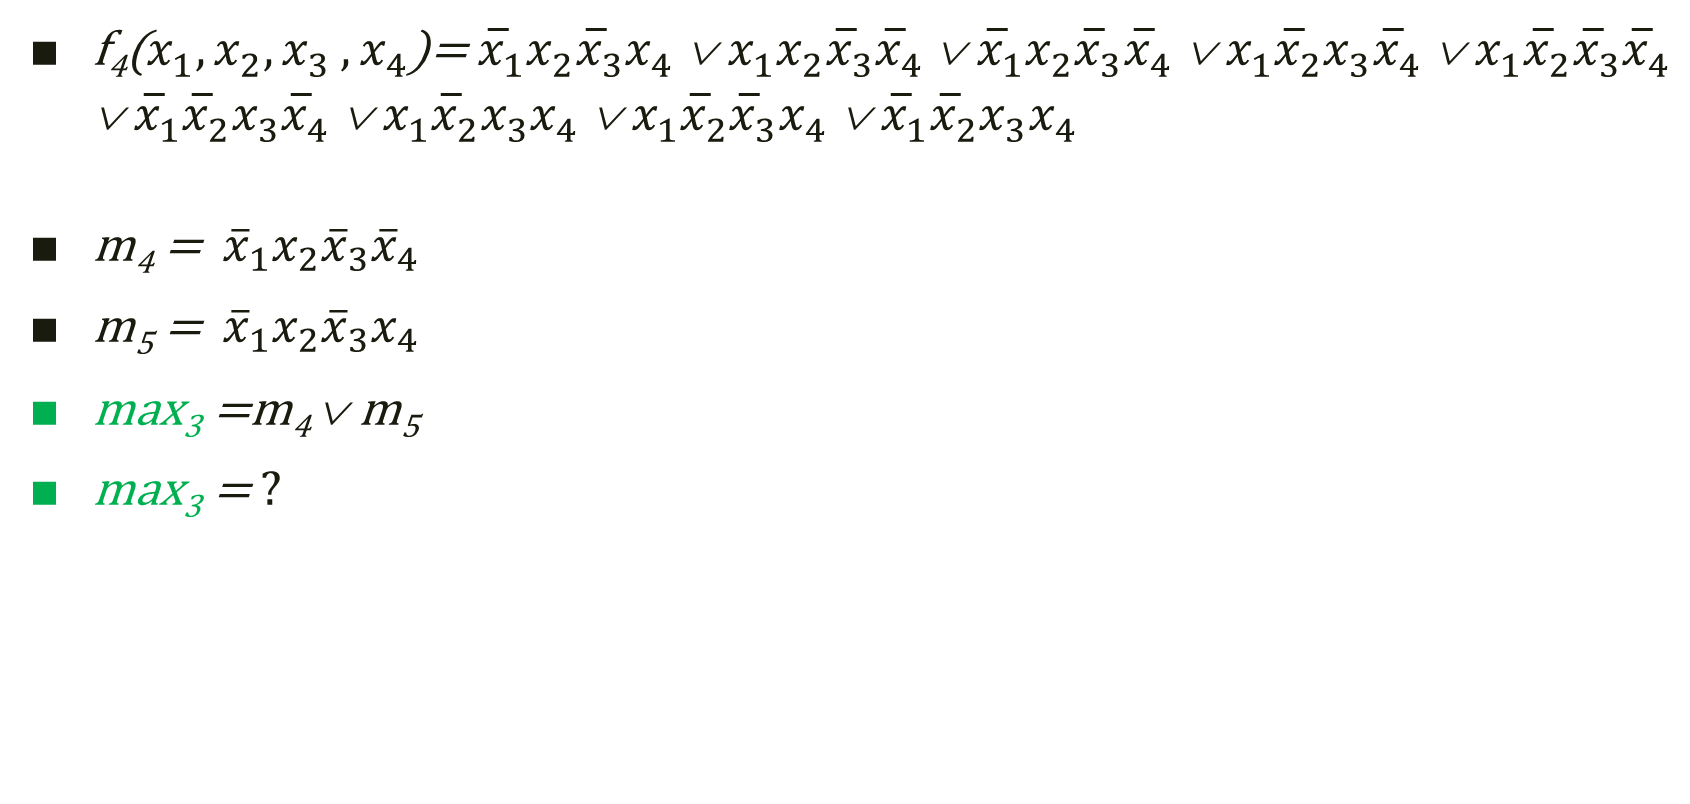 ▪ f₄(x₁, x₂, x₃ , x₄)= x̄₁x₂x̄₃x₄ ∨ x₁x₂x̄₃x̄₄ ∨ x̄₁x₂x̄₃x̄₄ ∨ x₁x̄₂x₃x̄₄ ∨ x₁x̄₂x̄₃x̄₄
∨ x̄₁x̄₂x₃x̄₄ ∨ x₁x̄₂x₃x₄ ∨ x₁x̄₂x̄₃x₄ ∨ x̄₁x̄₂x₃x₄
▪ m₄ = x̄₁x₂x̄₃x̄₄
▪ m₅ = x̄₁x₂x̄₃x₄
▪ max₃ =m₄ ∨ m₅
▪ max₃ = ?